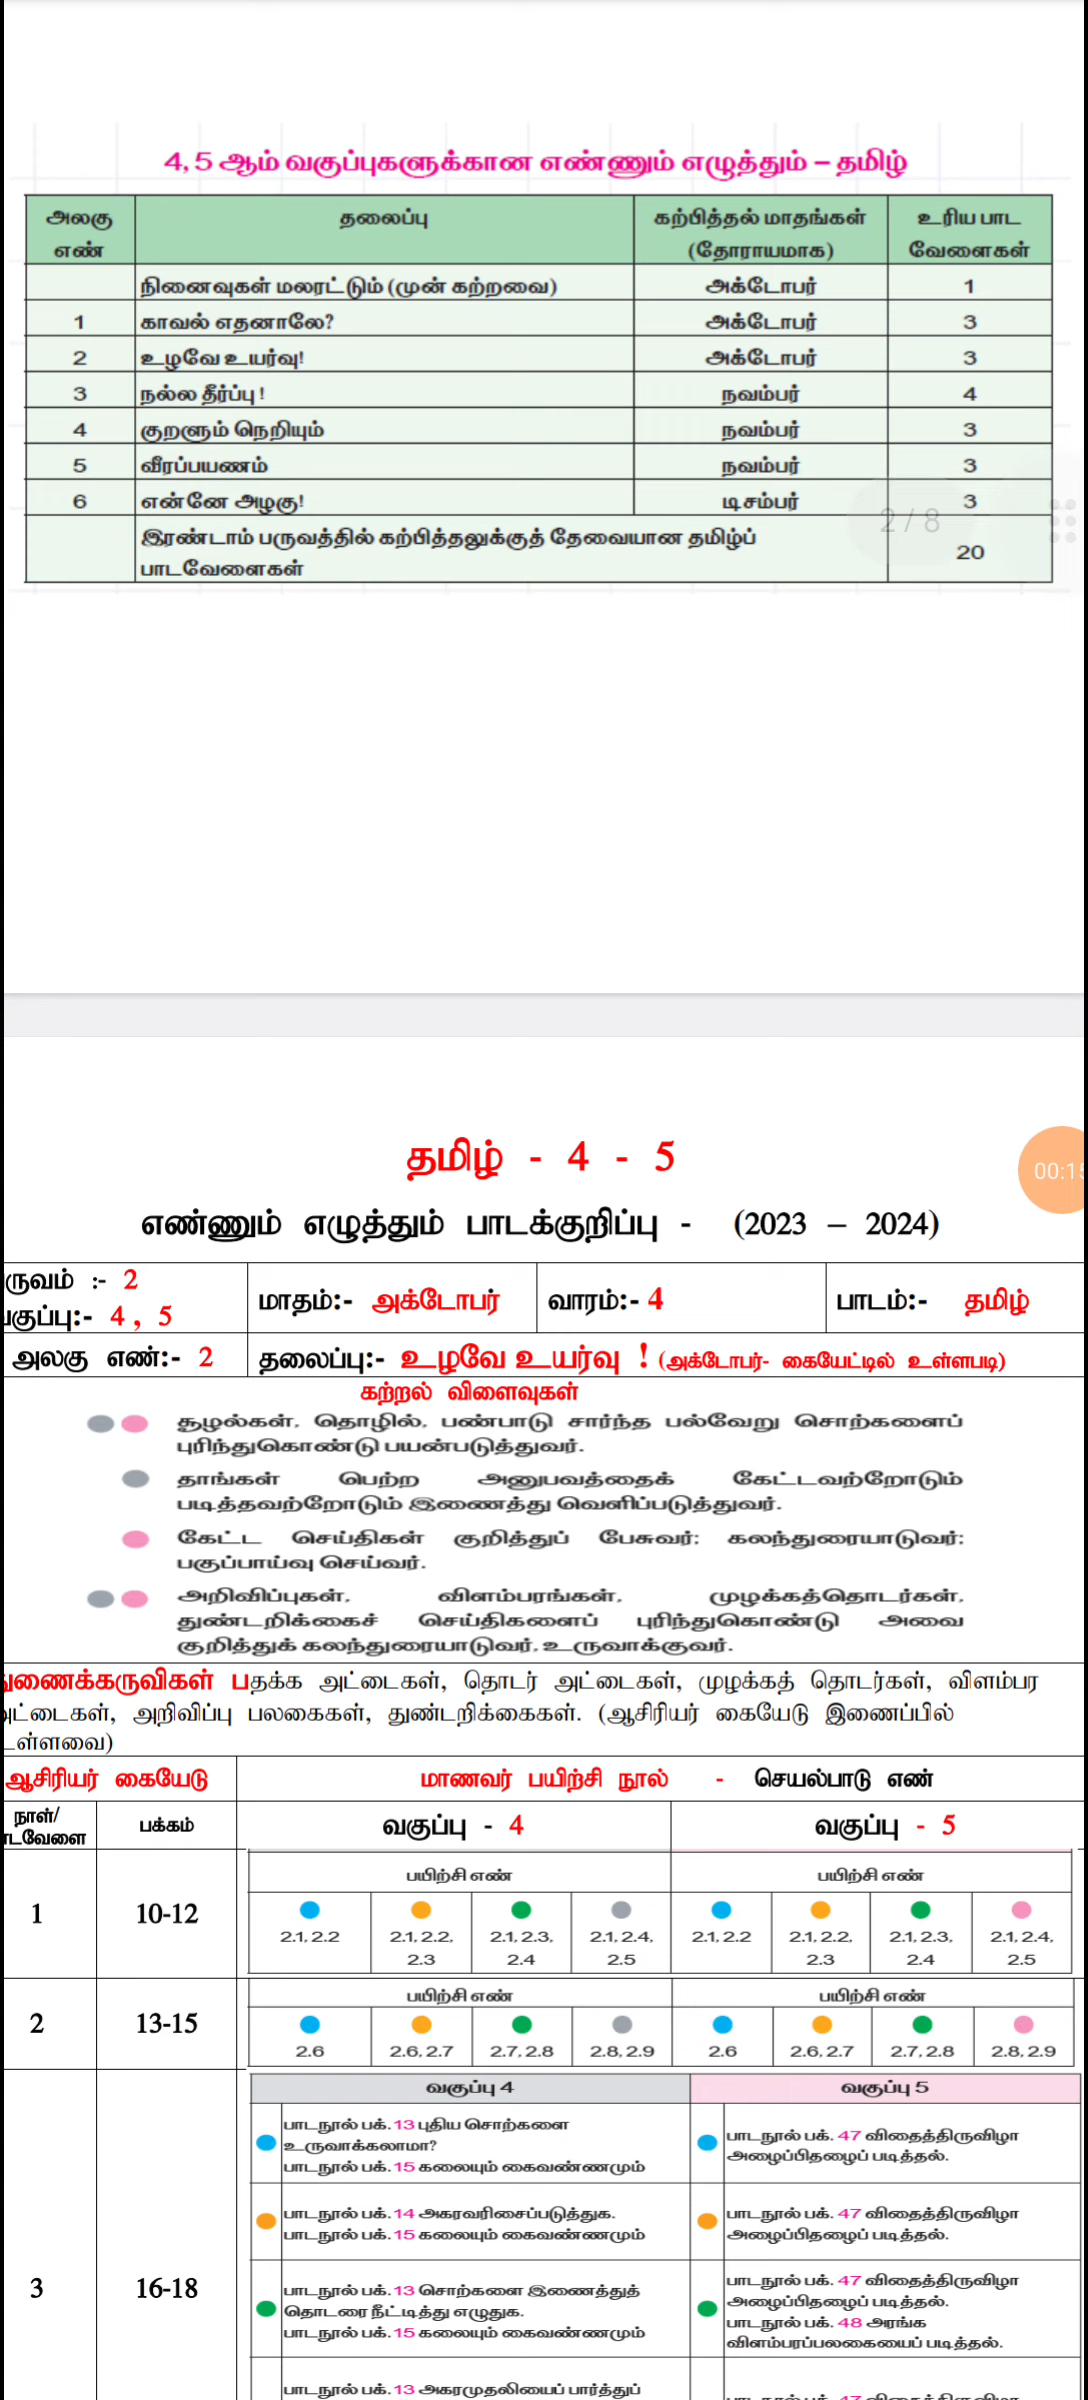 4, 5 ஆம் வகுப்புகளுக்கான எண்ணும் எழுத்தும் – தமிழ்
அலகு எண் தலைப்பு கற்பித்தல் மாதங்கள் (தோராயமாக) உரிய பாட வேளைகள்
நினைவுகள் மலரட்டும் (முன் கற்றவை) அக்டோபர் 1
1 காவல் எதனாலே? அக்டோபர் 3
2 உழவே உயர்வு! அக்டோபர் 3
3 நல்ல தீர்ப்பு ! நவம்பர் 4
4 குறளும் நெறியும் நவம்பர் 3
5 வீரப்பயணம் நவம்பர் 3
6 என்னே அழகு! டிசம்பர் 3
2 / 8
இரண்டாம் பருவத்தில் கற்பித்தலுக்குத் தேவையான தமிழ்ப்
பாடவேளைகள் 20
தமிழ் - 4 - 5
00:15
எண்ணும் எழுத்தும் பாடக்குறிப்பு - (2023 – 2024)
ருவம் :- 2
குப்பு:- 4 , 5
மாதம்:- அக்டோபர் வாரம்:- 4 பாடம்:- தமிழ்
அலகு எண்:- 2 தலைப்பு:- உழவே உயர்வு ! (அக்டோபர்- கையேட்டில் உள்ளபடி)
கற்றல் விளைவுகள்
சூழல்கள், தொழில், பண்பாடு சார்ந்த பல்வேறு சொற்களைப்
புரிந்துகொண்டு பயன்படுத்துவர்.
தாங்கள் பெற்ற அனுபவத்தைக் கேட்டவற்றோடும்
படித்தவற்றோடும் இணைத்து வெளிப்படுத்துவர்.
கேட்ட செய்திகள் குறித்துப் பேசுவர்; கலந்துரையாடுவர்;
பகுப்பாய்வு செய்வர்.
அறிவிப்புகள், விளம்பரங்கள், முழக்கத்தொடர்கள்,
துண்டறிக்கைச் செய்திகளைப் புரிந்துகொண்டு அவை
குறித்துக் கலந்துரையாடுவர், உருவாக்குவர்.
ுணைக்கருவிகள் பதக்க அட்டைகள், தொடர் அட்டைகள், முழக்கத் தொடர்கள், விளம்பர
அட்டைகள், அறிவிப்பு பலகைகள், துண்டறிக்கைகள். (ஆசிரியர் கையேடு இணைப்பில்
உள்ளவை)
ஆசிரியர் கையேடு மாணவர் பயிற்சி நூல் - செயல்பாடு எண்
நாள்/
டவேளை
பக்கம் வகுப்பு - 4 வகுப்பு - 5
பயிற்சி எண் பயிற்சி எண்
1 10-12
2.1, 2.2 2.1, 2.2, 2.3 2.1, 2.3, 2.4 2.1, 2.4, 2.5 2.1, 2.2 2.1, 2.2, 2.3 2.1, 2.3, 2.4 2.1, 2.4, 2.5
பயிற்சி எண் பயிற்சி எண்
2 13-15
2.6 2.6, 2.7 2.7, 2.8 2.8, 2.9 2.6 2.6, 2.7 2.7, 2.8 2.8, 2.9
வகுப்பு 4 வகுப்பு 5
பாடநூல் பக். 13 புதிய சொற்களை
உருவாக்கலாமா?
பாடநூல் பக். 15 கலையும் கைவண்ணமும்
பாடநூல் பக். 47 விதைத்திருவிழா
அழைப்பிதழைப் படித்தல்.
பாடநூல் பக். 14 அகரவரிசைப்படுத்துக.
பாடநூல் பக். 15 கலையும் கைவண்ணமும்
பாடநூல் பக். 47 விதைத்திருவிழா
அழைப்பிதழைப் படித்தல்.
3 16-18
பாடநூல் பக். 13 சொற்களை இணைத்துத்
தொடரை நீட்டித்து எழுதுக.
பாடநூல் பக். 15 கலையும் கைவண்ணமும்
பாடநூல் பக். 47 விதைத்திருவிழா
அழைப்பிதழைப் படித்தல்.
பாடநூல் பக். 48 அரங்க
விளம்பரப்பலகையைப் படித்தல்.
பாடநூல் பக். 13 அகரமுதலியைப் பார்த்துப்